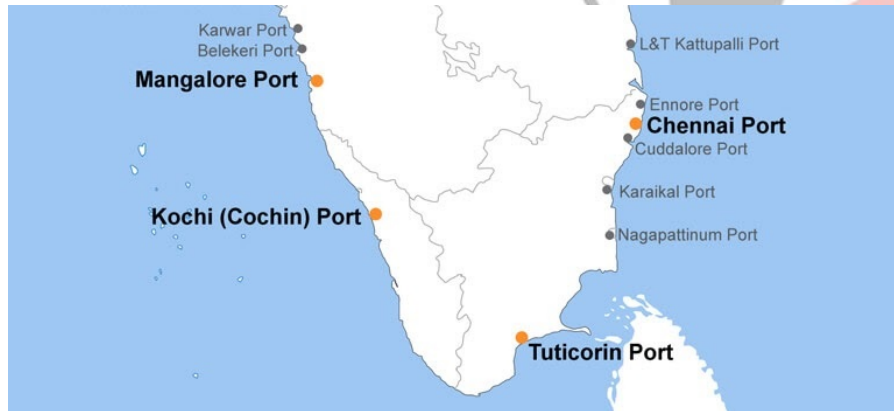 Karwar Port
Belekeri Port
Mangalore Port
Kochi (Cochin) Port
L&T Kattupalli Port
Ennore Port
Chennai Port
Cuddalore Port
Karaikal Port
Nagapattinum Port
Tuticorin Port